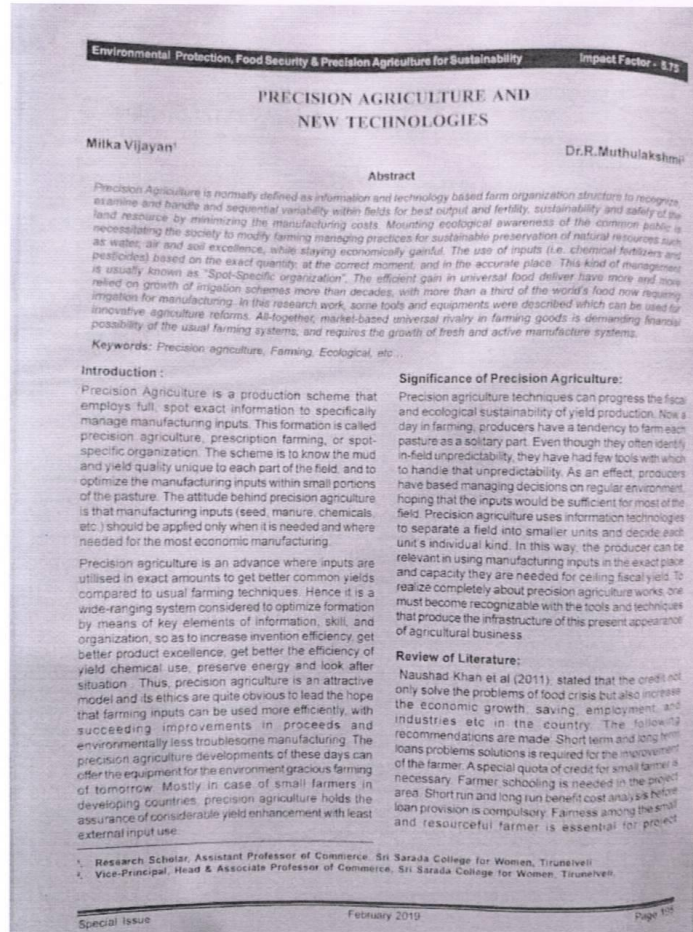 Environmental Protection, Food Security & Precision Agriculture for Sustainability Impact Factor - 5.75
PRECISION AGRICULTURE AND
NEW TECHNOLOGIES
Milka Vijayan¹
Dr.R.Muthulakshmi²
Abstract
Precision Agriculture is normally defined as information and technology based farm organization structure to recognize,
examine and handle and sequential variability within fields for best output and fertility, sustainability and safety of the
land resource by minimizing the manufacturing costs. Mounting ecological awareness of the common public is
necessitating the society to modify farming managing practices for sustainable preservation of natural resources such
as water, air and soil excellence, while staying economically gainful. The use of inputs (i.e. chemical fertilizers and
pesticides) based on the exact quantity, at the correct moment, and in the accurate place. This kind of management
is usually known as "Spot-Specific organization". The efficient gain in universal food deliver have more and more
relied on growth of irrigation schemes more than decades, with more than a third of the world's food now requiring
irrigation for manufacturing. In this research work, some tools and equipments were described which can be used for
innovative agriculture reforms. All-together, market-based universal rivalry in farming goods is demanding financial
possibility of the usual farming systems, and requires the growth of fresh and active manufacture systems.
Keywords: Precision agriculture, Farming, Ecological, etc...
Introduction :
Precision Agriculture is a production scheme that
employs full, spot exact information to specifically
manage manufacturing inputs. This formation is called
precision agriculture, prescription farming, or spot-
specific organization. The scheme is to know the mud
and yield quality unique to each part of the field, and to
optimize the manufacturing inputs within small portions
of the pasture. The attitude behind precision agriculture
is that manufacturing inputs (seed, manure, chemicals,
etc.) should be applied only when it is needed and where
needed for the most economic manufacturing.
Precision agriculture is an advance where inputs are
utilised in exact amounts to get better common yields
compared to usual farming techniques. Hence it is a
wide-ranging system considered to optimize formation
by means of key elements of information, skill, and
organization, so as to increase invention efficiency, get
better product excellence, get better the efficiency of
yield chemical use, preserve energy and look after
situation . Thus, precision agriculture is an attractive
model and its ethics are quite obvious to lead the hope
that farming inputs can be used more efficiently, with
succeeding improvements in proceeds and
environmentally less troublesome manufacturing. The
precision agriculture developments of these days can
offer the equipment for the environment gracious farming
of tomorrow. Mostly in case of small farmers in
developing countries, precision agriculture holds the
assurance of considerable yield enhancement with least
external input use.
Significance of Precision Agriculture:
Precision agriculture techniques can progress the fiscal
and ecological sustainability of yield production. Now a
day in farming, producers have a tendency to farm each
pasture as a solitary part. Even though they often identify
in-field unpredictability, they have had few tools with which
to handle that unpredictability. As an effect, producers
have based managing decisions on regular environment,
hoping that the inputs would be sufficient for most of the
field. Precision agriculture uses information technologies
to separate a field into smaller units and decide each
unit's individual kind. In this way, the producer can be
relevant in using manufacturing inputs in the exact place
and capacity they are needed for ceiling fiscal yield. To
realize completely about precision agriculture works, one
must become recognizable with the tools and techniques
that produce the infrastructure of this present appearance
of agricultural business.
Review of Literature:
Naushad Khan et al (2011), stated that the credit not
only solve the problems of food crisis but also increase
the economic growth, saving, employment, and
industries etc in the country. The following
recommendations are made. Short term and long term
loans problems solutions is required for the improvement
of the farmer. A special quota of credit for small farmer is
necessary. Farmer schooling is needed in the project
area. Short run and long run benefit cost analysis before
loan provision is compulsory. Fairness among the small
and resourceful farmer is essential for project
¹. Research Scholar, Assistant Professor of Commerce, Sri Sarada College for Women, Tirunelveli
². Vice-Principal, Head & Associate Professor of Commerce, Sri Sarada College for Women, Tirunelveli,
Special Issue February 2019 Page